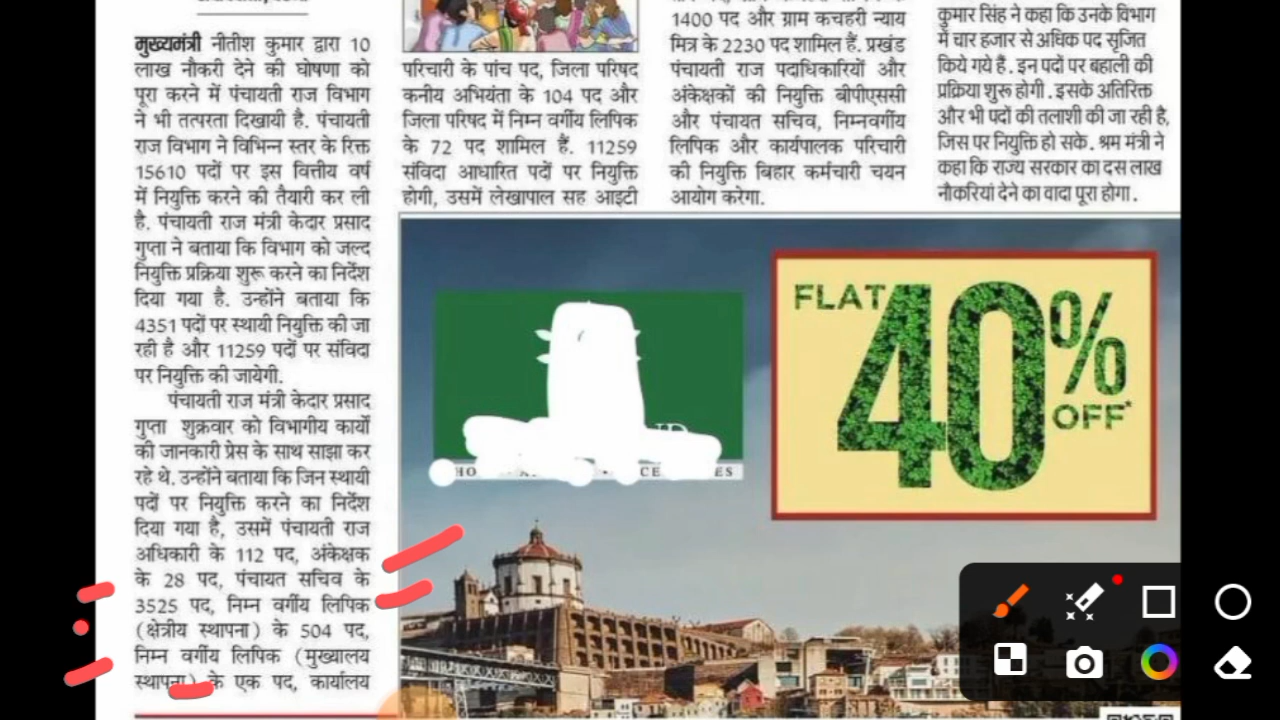 मुख्यमंत्री नीतीश कुमार द्वारा 10
लाख नौकरी देने की घोषणा को
पूरा करने में पंचायती राज विभाग
ने भी तत्परता दिखायी है. पंचायती
राज विभाग ने विभिन्न स्तर के रिक्त
15610 पदों पर इस वित्तीय वर्ष
में नियुक्ति करने की तैयारी कर ली
है. पंचायती राज मंत्री केदार प्रसाद
गुप्ता ने बताया कि विभाग को जल्द
नियुक्ति प्रक्रिया शुरू करने का निर्देश
दिया गया है. उन्होंने बताया कि
4351 पदों पर स्थायी नियुक्ति की जा
रही है और 11259 पदों पर संविदा
पर नियुक्ति की जायेगी.
पंचायती राज मंत्री केदार प्रसाद
गुप्ता शुक्रवार को विभागीय कार्यों
की जानकारी प्रेस के साथ साझा कर
रहे थे. उन्होंने बताया कि जिन स्थायी
पदों पर नियुक्ति करने का निर्देश
दिया गया है, उसमें पंचायती राज
अधिकारी के 112 पद, अंकेक्षक
के 28 पद, पंचायत सचिव के
3525 पद, निम्न वर्गीय लिपिक
(क्षेत्रीय स्थापना) के 504 पद,
निम्न वर्गीय लिपिक (मुख्यालय
स्थापना) के एक पद, कार्यालय
परिचारी के पांच पद, जिला परिषद
कनीय अभियंता के 104 पद और
जिला परिषद में निम्न वर्गीय लिपिक
के 72 पद शामिल हैं. 11259
संविदा आधारित पदों पर नियुक्ति
होगी, उसमें लेखापाल सह आइटी
1400 पद और ग्राम कचहरी न्याय
मित्र के 2230 पद शामिल हैं. प्रखंड
पंचायती राज पदाधिकारियों और
अंकेक्षकों की नियुक्ति बीपीएससी
और पंचायत सचिव, निम्नवर्गीय
लिपिक और कार्यपालक परिचारी
की नियुक्ति बिहार कर्मचारी चयन
आयोग करेगा.
कुमार सिंह ने कहा कि उनके विभाग
में चार हजार से अधिक पद सृजित
किये गये हैं. इन पदों पर बहाली की
प्रक्रिया शुरू होगी. इसके अतिरिक्त
और भी पदों की तलाशी की जा रही है,
जिस पर नियुक्ति हो सके. श्रम मंत्री ने
कहा कि राज्य सरकार का दस लाख
नौकरियां देने का वादा पूरा होगा.
FLAT
40%
OFF*